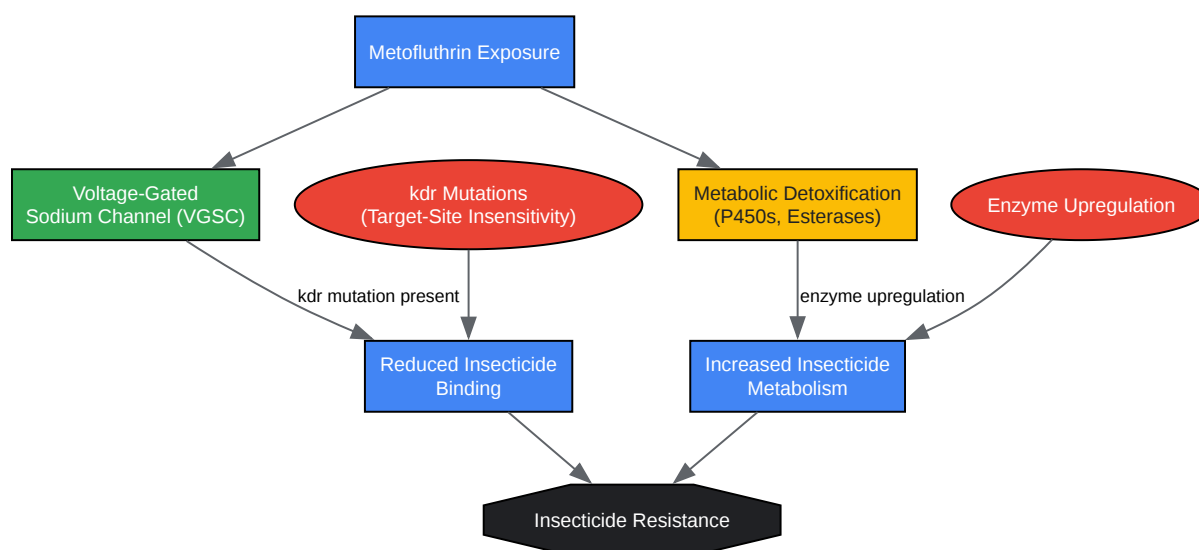 Metofluthrin Exposure
Voltage-Gated
Sodium Channel (VGSC)
kdr Mutations
(Target-Site Insensitivity)
Metabolic Detoxification
(P450s, Esterases)
Enzyme Upregulation
kdr mutation present
enzyme upregulation
Reduced Insecticide
Binding
Increased Insecticide
Metabolism
Insecticide Resistance